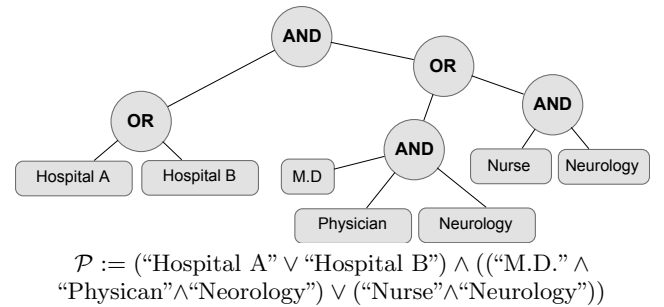 AND
OR
OR
AND
AND
Hospital A
Hospital B
M.D
Nurse
Neurology
Physician
Neurology
𝒫 := (“Hospital A” ∨ “Hospital B”) ∧ ((“M.D.” ∧
“Physican”∧“Neorology”) ∨ (“Nurse”∧“Neurology”))